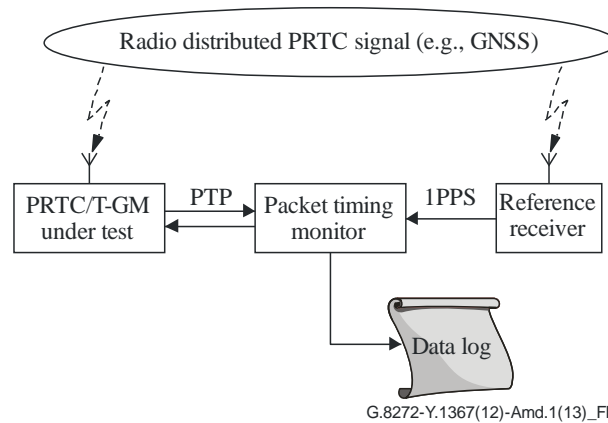 Radio distributed PRTC signal (e.g., GNSS)
PRTC/T-GM
under test
PTP
Packet timing
monitor
1PPS
Reference
receiver
Data log
G.8272-Y.1367(12)-Amd.1(13)_